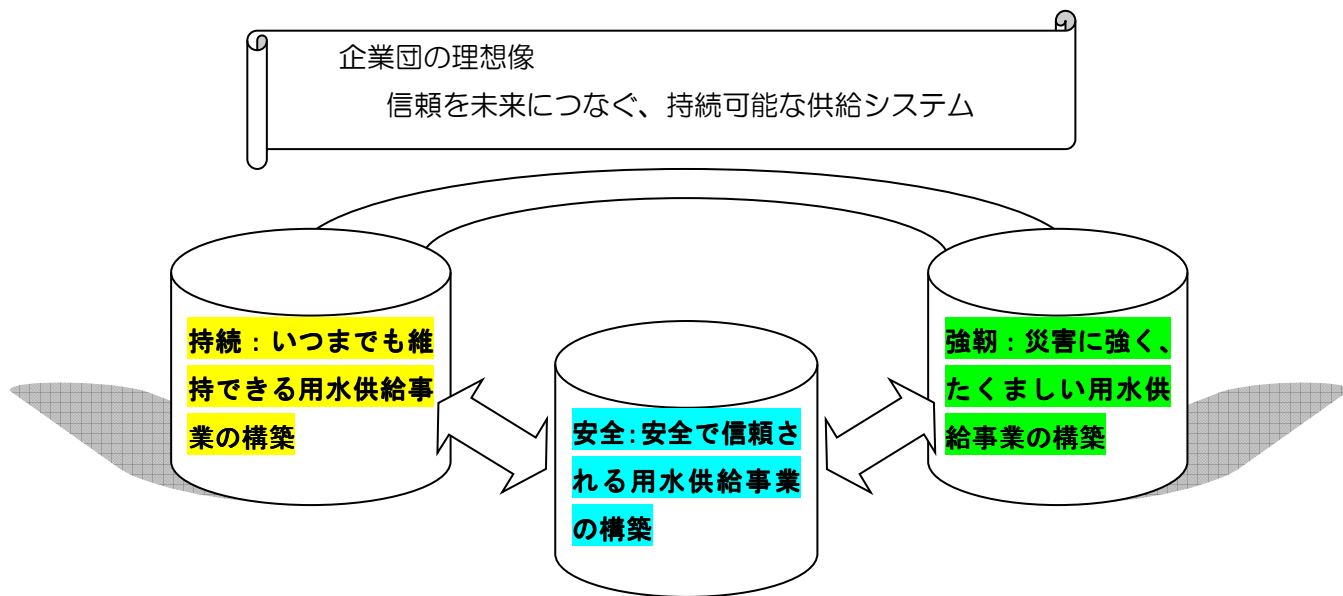 企業団の理想像
信頼を未来につなぐ、持続可能な供給システム
持続：いつまでも維
持できる用水供給事
業の構築
安全：安全で信頼さ
れる用水供給事業
の構築
強靭：災害に強く、
たくましい用水供
給事業の構築